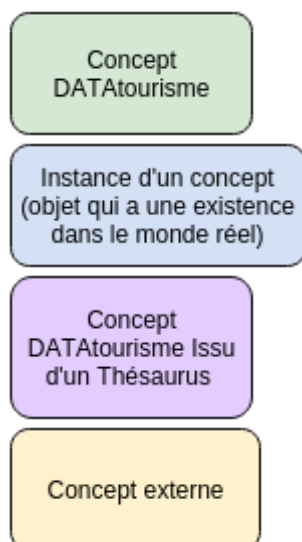 Concept
DATAtourisme
Instance d'un concept
(objet qui a une existence
dans le monde réel)
Concept
DATAtourisme Issu
d'un Thésaurus
Concept externe